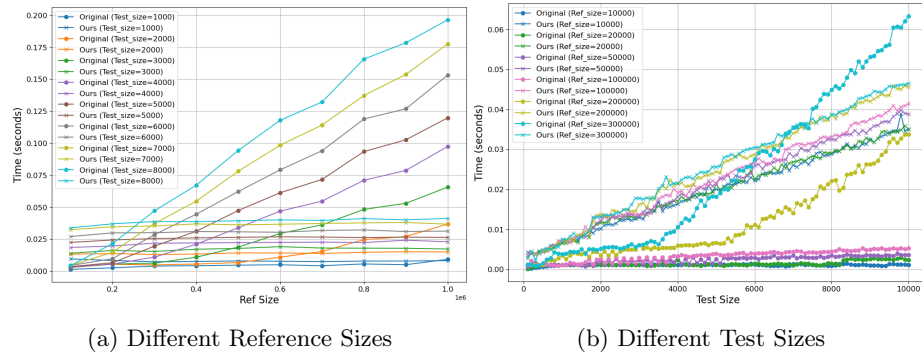 Original (Test_size=1000)
Ours (Test_size=1000)
Original (Test_size=2000)
Ours (Test_size=2000)
Original (Test_size=3000)
Ours (Test_size=3000)
Original (Test_size=4000)
Ours (Test_size=4000)
Original (Test_size=5000)
Ours (Test_size=5000)
Original (Test_size=6000)
Ours (Test_size=6000)
Original (Test_size=7000)
Ours (Test_size=7000)
Original (Test_size=8000)
Ours (Test_size=8000)
Time (seconds)
0.200
0.175
0.150
0.125
0.100
0.075
0.050
0.025
0.000
0.2
0.4
0.6
0.8
1.0
1e6
Ref Size
(a) Different Reference Sizes
Original (Ref_size=10000)
Ours (Ref_size=10000)
Original (Ref_size=20000)
Ours (Ref_size=20000)
Original (Ref_size=50000)
Ours (Ref_size=50000)
Original (Ref_size=100000)
Ours (Ref_size=100000)
Original (Ref_size=200000)
Ours (Ref_size=200000)
Original (Ref_size=300000)
Ours (Ref_size=300000)
Time (seconds)
0.06
0.05
0.04
0.03
0.02
0.01
0.00
0
2000
4000
6000
8000
10000
Test Size
(b) Different Test Sizes